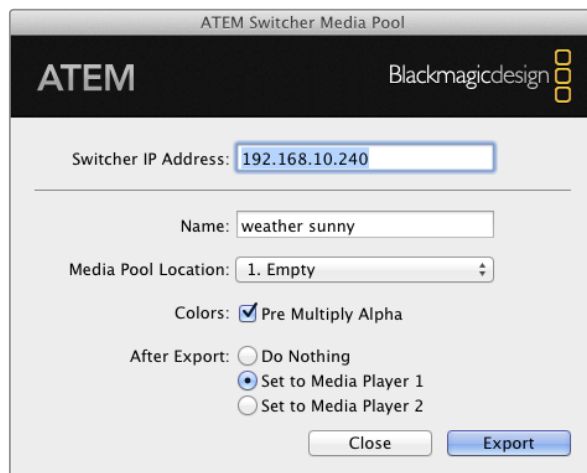 ATEM Switcher Media Pool
ATEM
Blackmagicdesign
Switcher IP Address: 192.168.10.240
Name: weather sunny
Media Pool Location: 1. Empty
Colors: Pre Multiply Alpha
After Export: Do Nothing
Set to Media Player 1
Set to Media Player 2
Close Export